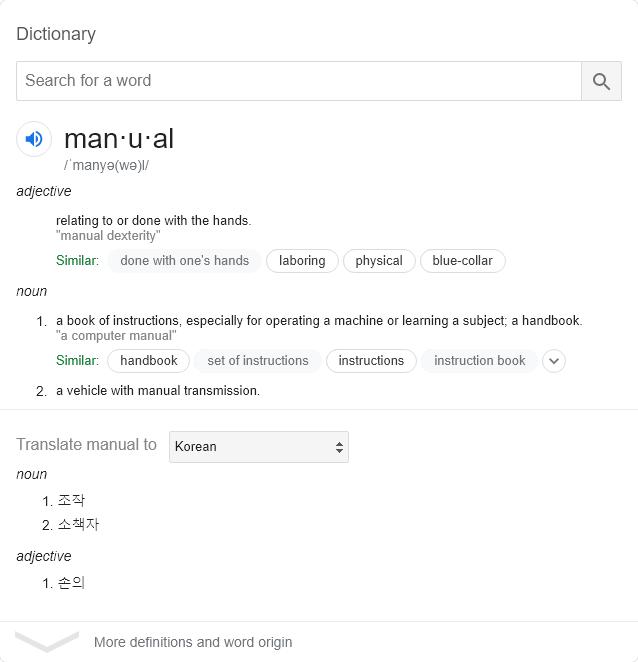 Dictionary
Search for a word
man·u·al
/ˈmanyə(wə)l/
adjective
relating to or done with the hands.
"manual dexterity"
Similar: done with one's hands laboring physical blue-collar
noun
1. a book of instructions, especially for operating a machine or learning a subject; a handbook.
"a computer manual"
Similar: handbook set of instructions instructions instruction book
2. a vehicle with manual transmission.
Translate manual to Korean
noun
1. 조작
2. 소책자
adjective
1. 손의
More definitions and word origin